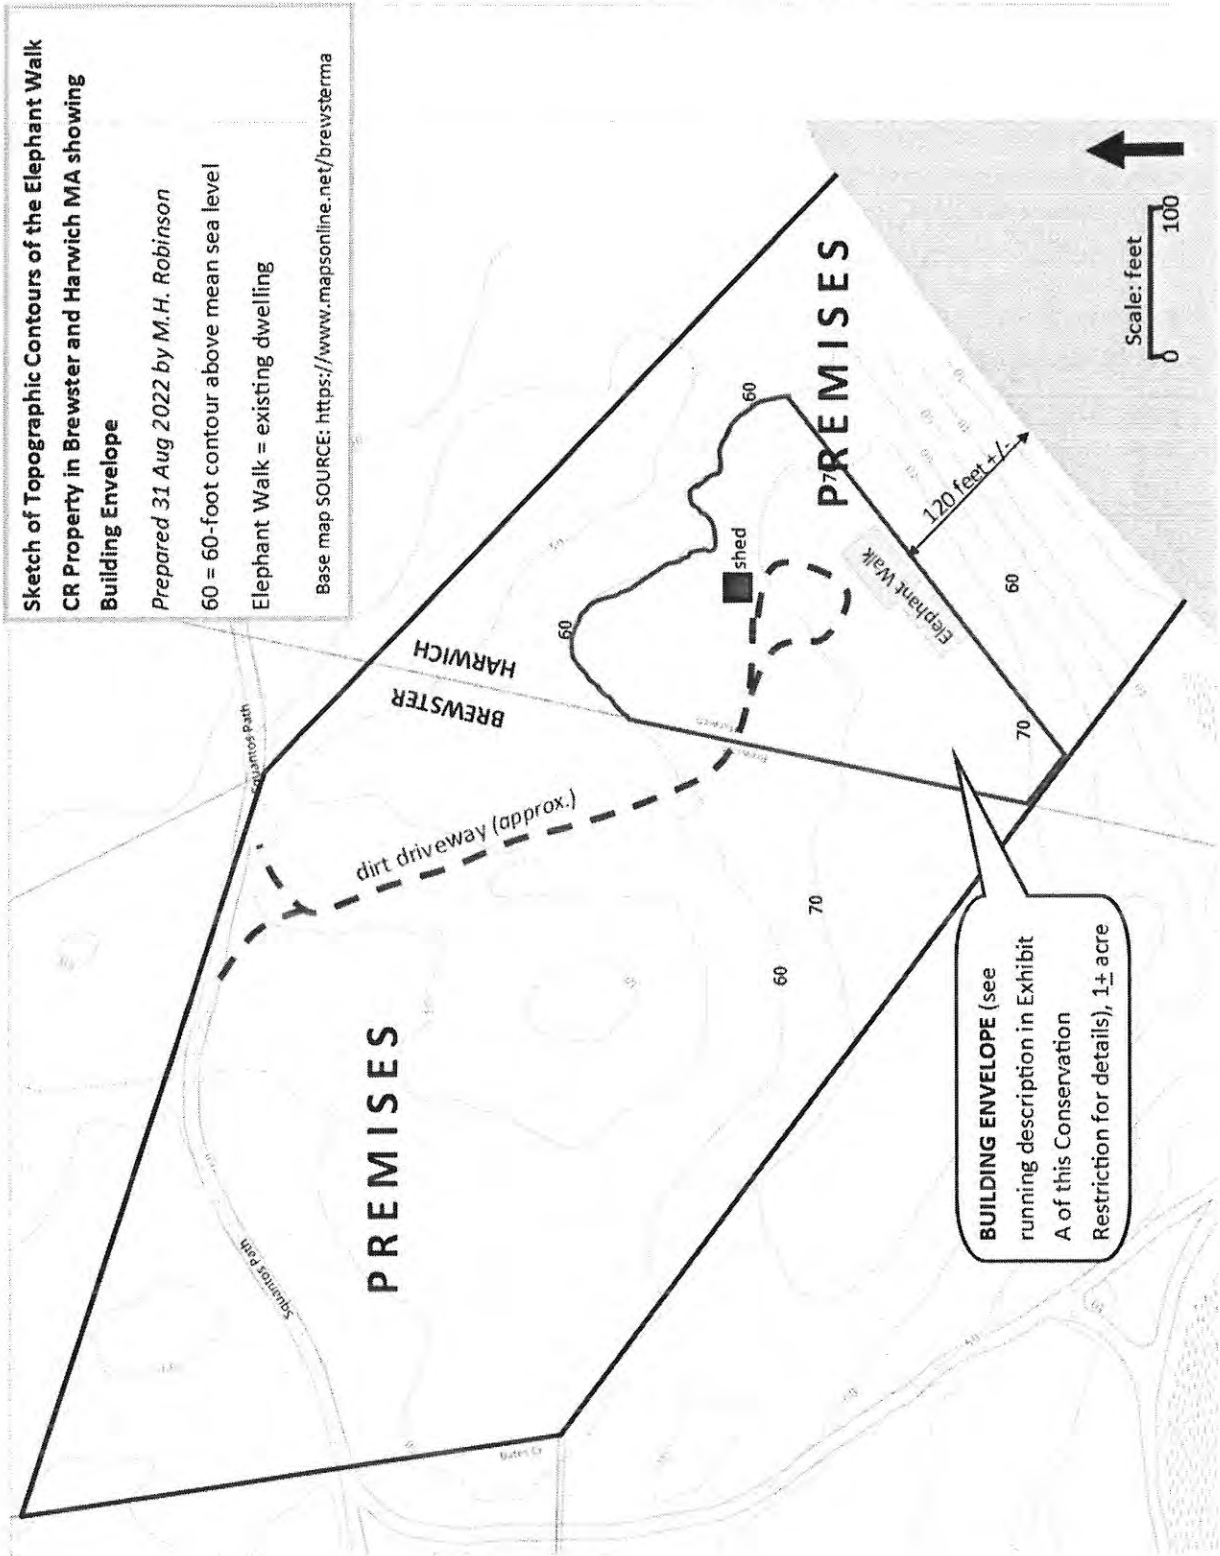 Sketch of Topographic Contours of the Elephant Walk
CR Property in Brewster and Harwich MA showing
Building Envelope
Prepared 31 Aug 2022 by M.H. Robinson
60 = 60-foot contour above mean sea level
Elephant Walk = existing dwelling
Base map SOURCE: https://www.mapsonline.net/brewsterma
Squantos Path
Squantos Path
BREWSTER
HARWICH
dirt driveway (approx.)
PREMISES
PREMISES
60
60
shed
70
Elephant Walk
120 feet +/-
60
70
70
60
Bates Ct
BUILDING ENVELOPE (see
running description in Exhibit
A of this Conservation
Restriction for details), 1± acre
Scale: feet
0 100